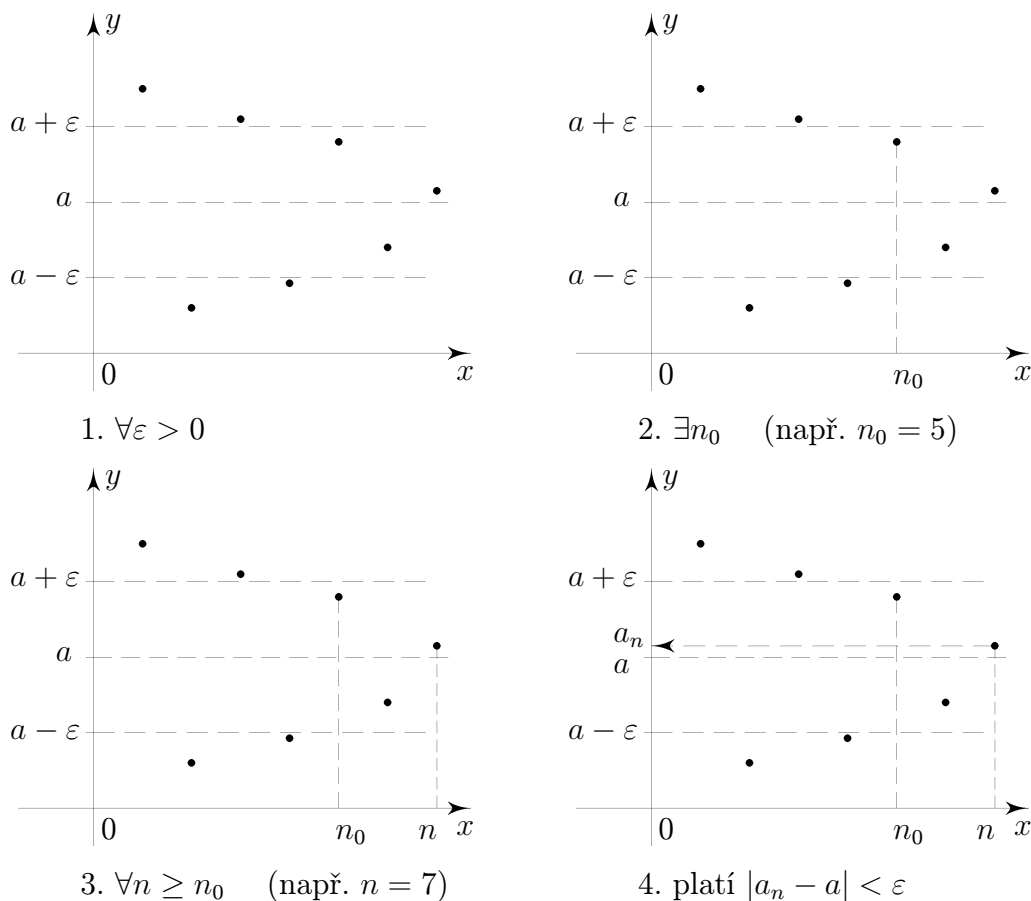 y
a + ε
a
a − ε
0
x
1. ∀ε > 0
y
a + ε
a
a − ε
0
n₀
x
2. ∃n₀ (např. n₀ = 5)
y
a + ε
a
a − ε
0
n₀
n
x
3. ∀n ≥ n₀ (např. n = 7)
y
a + ε
aₙ
a
a − ε
0
n₀
n
x
4. platí |aₙ − a| < ε